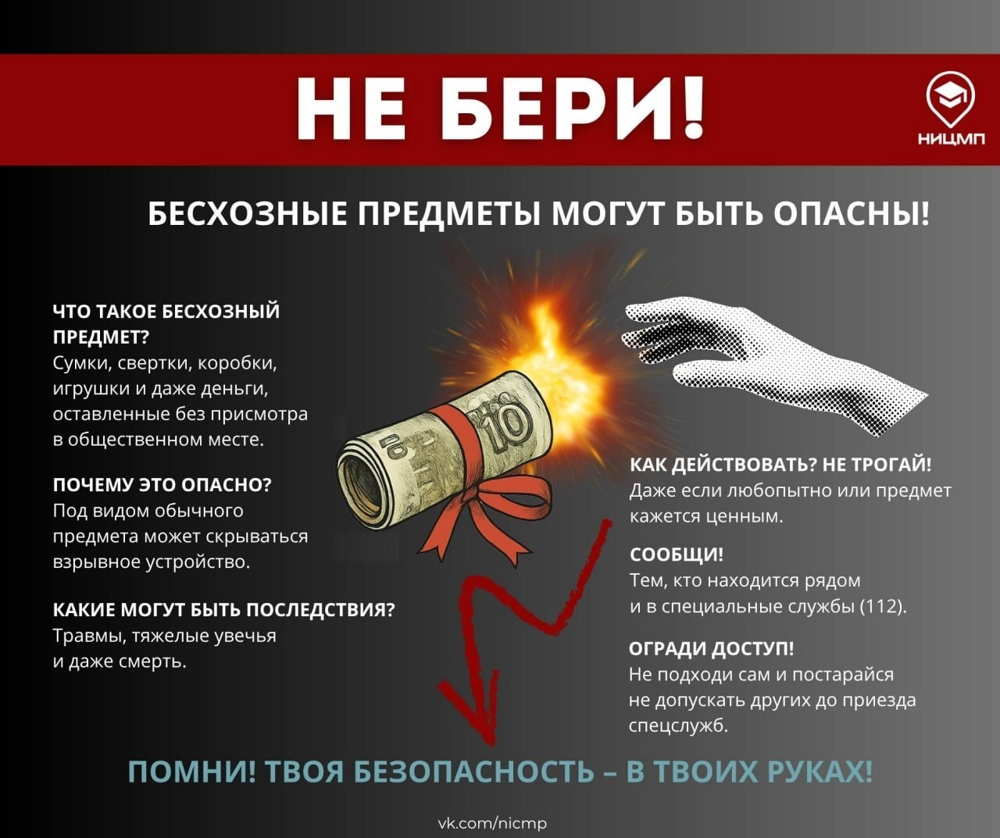 НЕ БЕРИ!
НИЦМП
БЕСХОЗНЫЕ ПРЕДМЕТЫ МОГУТ БЫТЬ ОПАСНЫ!
ЧТО ТАКОЕ БЕСХОЗНЫЙ
ПРЕДМЕТ?
Сумки, свертки, коробки,
игрушки и даже деньги,
оставленные без присмотра
в общественном месте.
ПОЧЕМУ ЭТО ОПАСНО?
Под видом обычного
предмета может скрываться
взрывное устройство.
КАКИЕ МОГУТ БЫТЬ ПОСЛЕДСТВИЯ?
Травмы, тяжелые увечья
и даже смерть.
10
КАК ДЕЙСТВОВАТЬ? НЕ ТРОГАЙ!
Даже если любопытно или предмет
кажется ценным.
СООБЩИ!
Тем, кто находится рядом
и в специальные службы (112).
ОГРАДИ ДОСТУП!
Не подходи сам и постарайся
не допускать других до приезда
спецслужб.
ПОМНИ! ТВОЯ БЕЗОПАСНОСТЬ – В ТВОИХ РУКАХ!
vk.com/nicmp